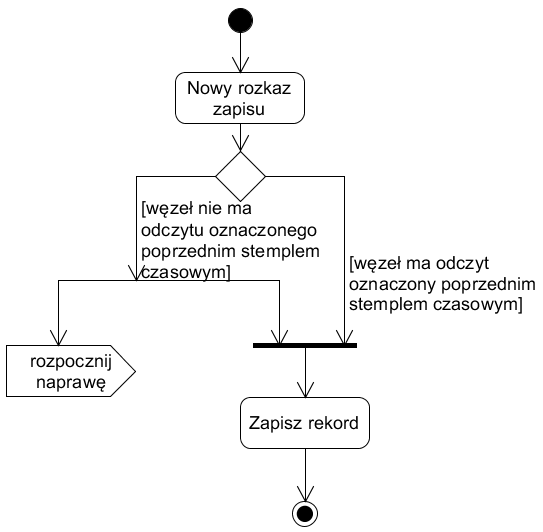 Nowy rozkaz
zapisu
[węzeł nie ma
odczytu oznaczonego
poprzednim stemplem
czasowym]
[węzeł ma odczyt
oznaczony poprzednim
stemplem czasowym]
rozpocznij
naprawę
Zapisz rekord